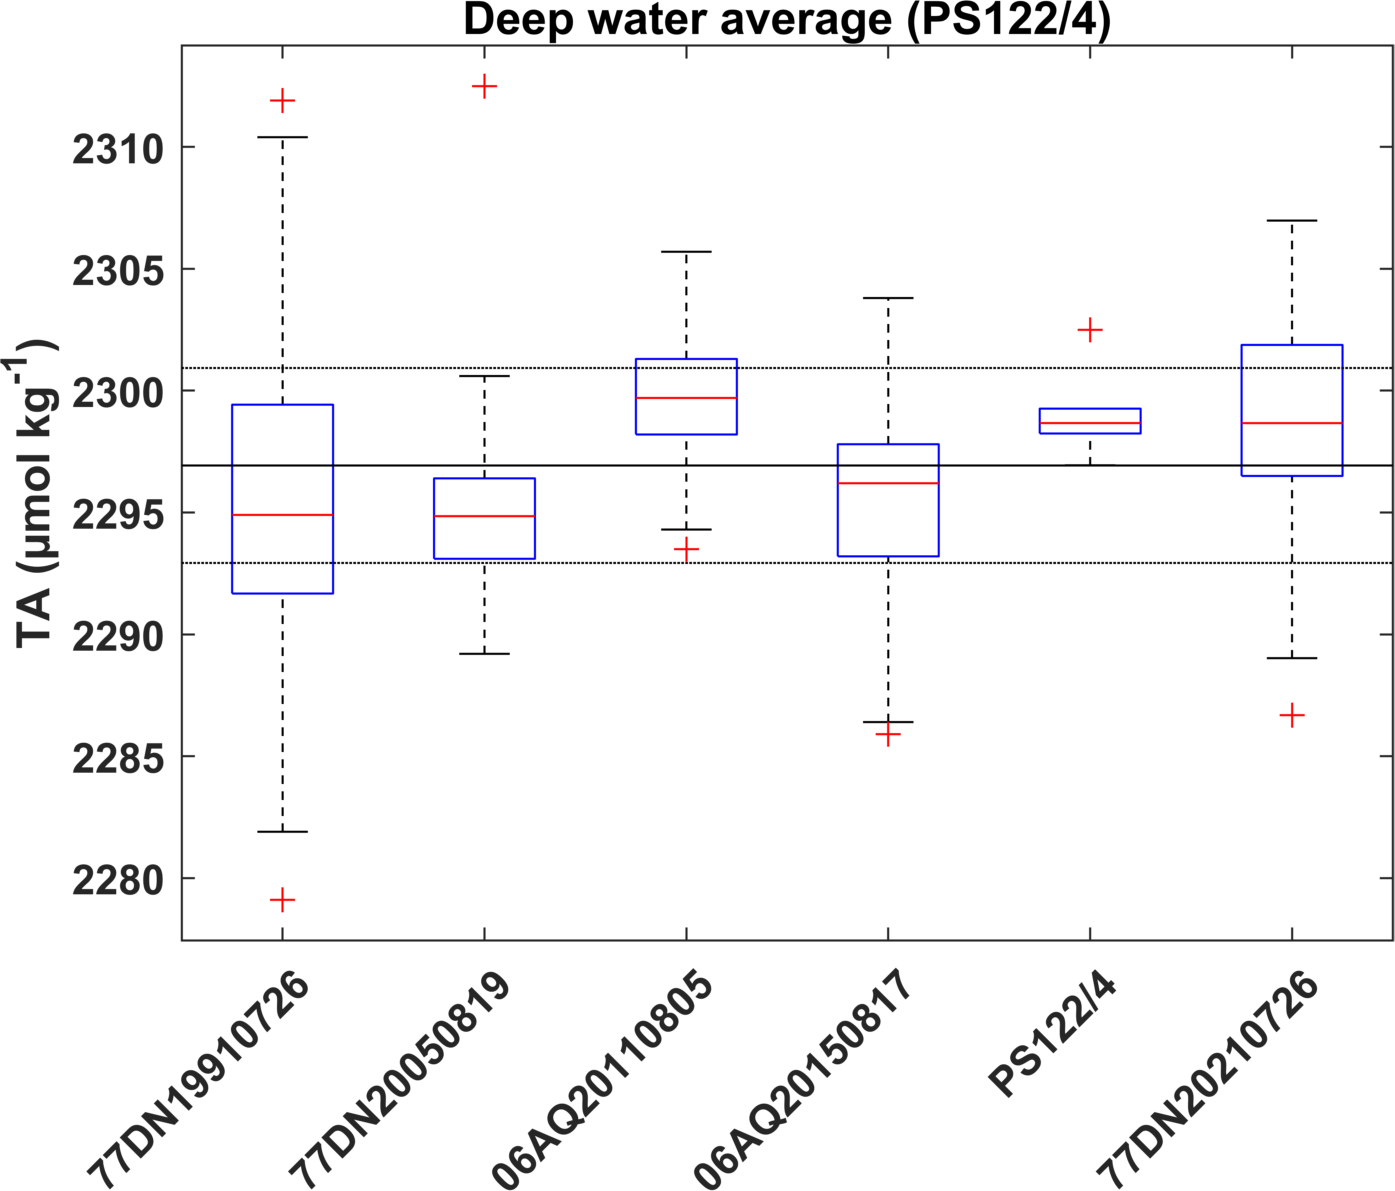 Deep water average (PS122/4)
TA (µmol kg⁻¹)
2310
2305
2300
2295
2290
2285
2280
77DN19910726
77DN20050819
06AQ20110805
06AQ20150817
PS122/4
77DN20210726